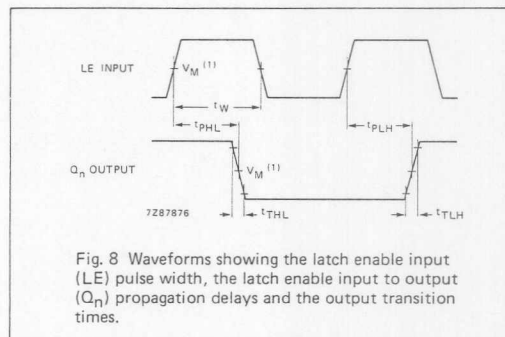 LE INPUT
V_M (1)
t_W
t_PHL
t_PLH
Q_n OUTPUT
V_M (1)
7Z87876
t_THL
t_TLH
Fig. 8 Waveforms showing the latch enable input
(LE) pulse width, the latch enable input to output
(Q_n) propagation delays and the output transition
times.